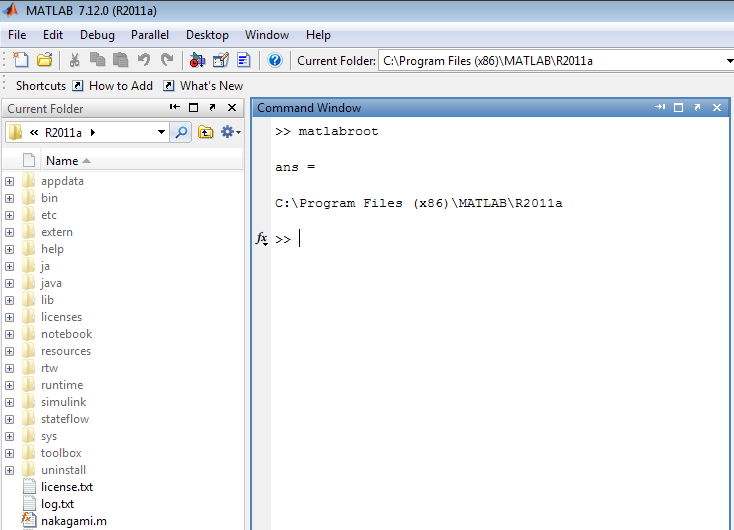 MATLAB 7.12.0 (R2011a)
File Edit Debug Parallel Desktop Window Help
Current Folder: C:\Program Files (x86)\MATLAB\R2011a
Shortcuts How to Add What's New
Current Folder
« R2011a
Name
appdata
bin
etc
extern
help
ja
java
lib
licenses
notebook
resources
rtw
runtime
simulink
stateflow
sys
toolbox
uninstall
license.txt
log.txt
nakagami.m
Command Window
>> matlabroot
ans =
C:\Program Files (x86)\MATLAB\R2011a
fx >>